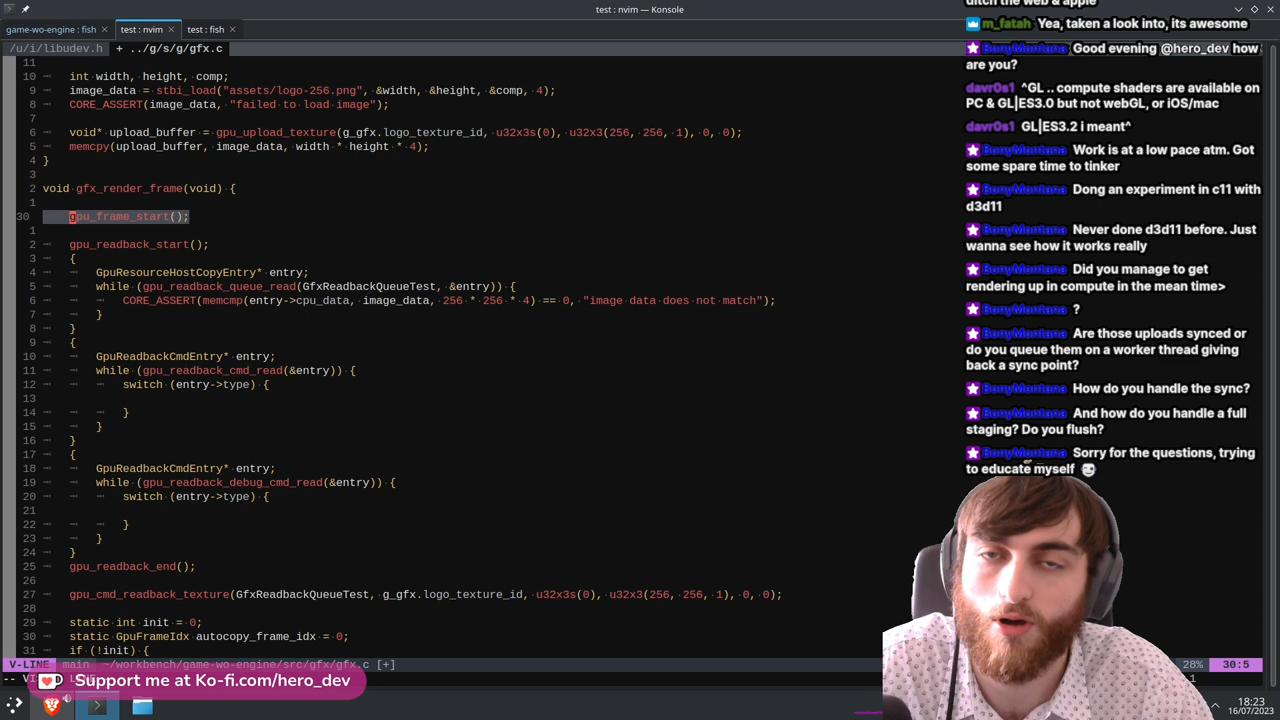 test : nvim — Konsole
game-wo-engine : fish
test : nvim
test : fish
/u/i/libudev.h
+ ../g/s/g/gfx.c
11
10 int width, height, comp;
9 image_data = stbi_load("assets/logo-256.png", &width, &height, &comp, 4);
8 CORE_ASSERT(image_data, "failed to load image");
7
6 void* upload_buffer = gpu_upload_texture(g_gfx.logo_texture_id, u32x3s(0), u32x3(256, 256, 1), 0, 0);
5 memcpy(upload_buffer, image_data, width * height * 4);
4 }
3
2 void gfx_render_frame(void) {
1
30 gpu_frame_start();
1
2 gpu_readback_start();
3 {
4 GpuResourceHostCopyEntry* entry;
5 while (gpu_readback_queue_read(GfxReadbackQueueTest, &entry)) {
6 CORE_ASSERT(memcmp(entry->cpu_data, image_data, 256 * 256 * 4) == 0, "image data does not match");
7 }
8 }
9 {
10 GpuReadbackCmdEntry* entry;
11 while (gpu_readback_cmd_read(&entry)) {
12 switch (entry->type) {
13
14 }
15 }
16 }
17 {
18 GpuReadbackCmdEntry* entry;
19 while (gpu_readback_debug_cmd_read(&entry)) {
20 switch (entry->type) {
21
22 }
23 }
24 }
25 gpu_readback_end();
26
27 gpu_cmd_readback_texture(GfxReadbackQueueTest, g_gfx.logo_texture_id, u32x3s(0), u32x3(256, 256, 1), 0, 0);
28
29 static int init = 0;
30 static GpuFrameIdx autocopy_frame_idx = 0;
31 if (!init) {
V-LINE main ~/workbench/game-wo-engine/src/gfx/gfx.c [+] 28% 30:5
Support me at Ko-fi.com/hero_dev
18:23
16/07/2023
ditch the web & apple
m_fatah Yea, taken a look into, its awesome
BonyMontana Good evening @hero_dev how
are you?
davr0s1 ^GL .. compute shaders are available on
PC & GL|ES3.0 but not webGL, or iOS/mac
davr0s1 GL|ES3.2 i meant^
BonyMontana Work is at a low pace atm. Got
some spare time to tinker
BonyMontana Dong an experiment in c11 with
d3d11
BonyMontana Never done d3d11 before. Just
wanna see how it works really
BonyMontana Did you manage to get
rendering up in compute in the mean time>
BonyMontana ?
BonyMontana Are those uploads synced or
do you queue them on a worker thread giving
back a sync point?
BonyMontana How do you handle the sync?
BonyMontana And how do you handle a full
staging? Do you flush?
BonyMontana Sorry for the questions, trying
to educate myself